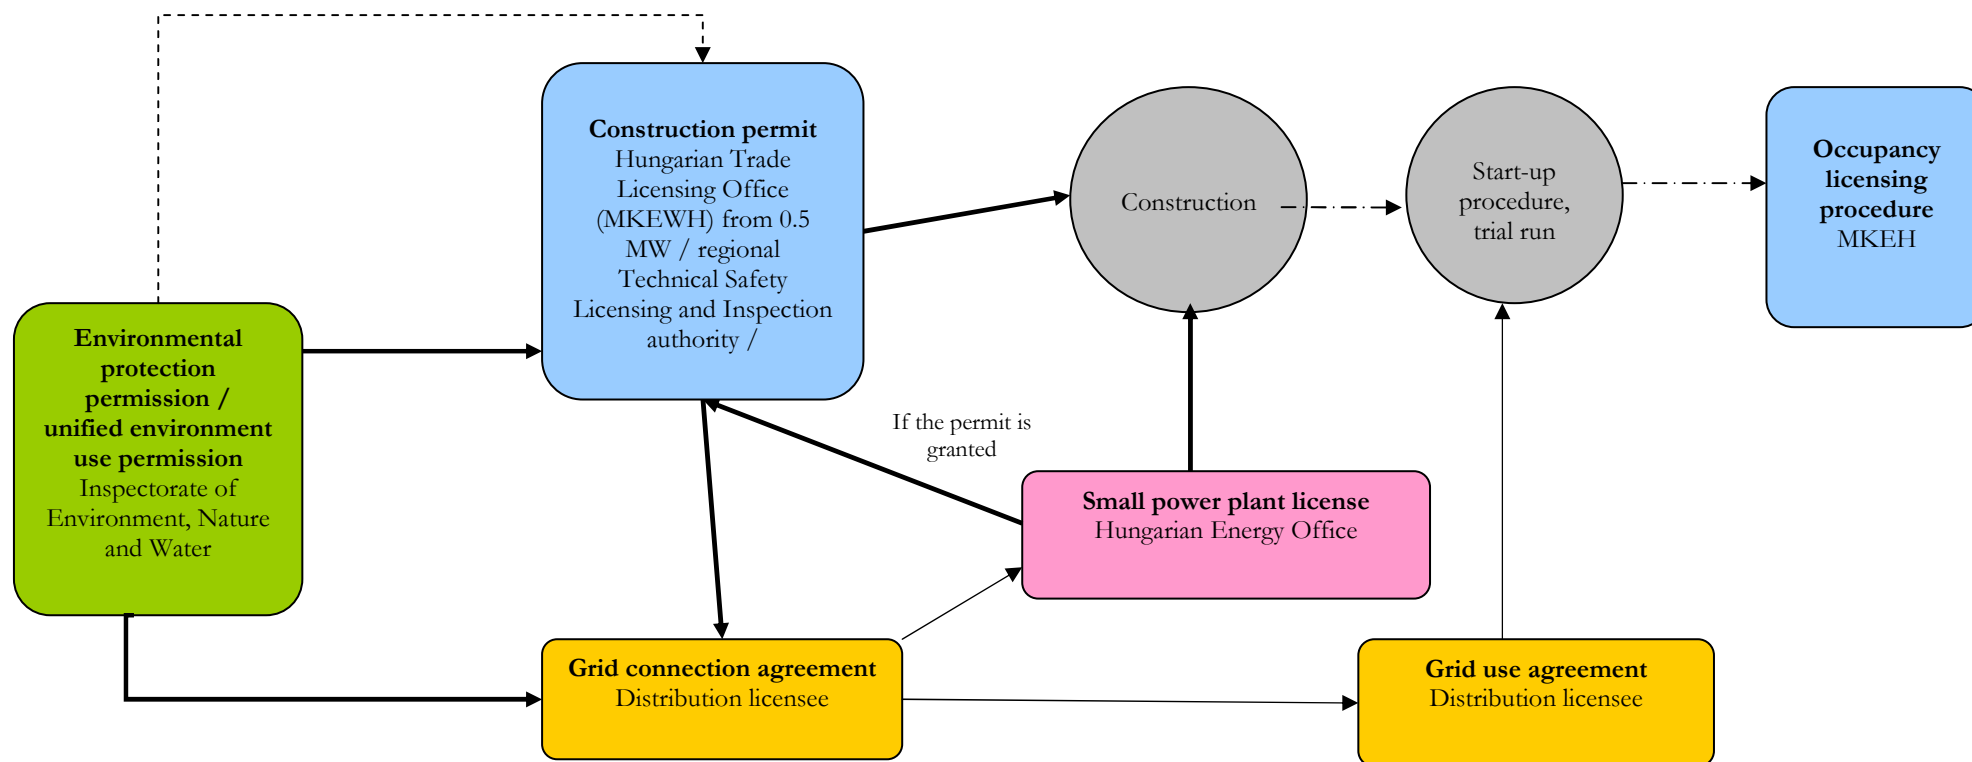 Construction permit
Hungarian Trade
Licensing Office
(MKEWH) from 0.5
MW / regional
Technical Safety
Licensing and Inspection
authority /
Construction
Start-up
procedure,
trial run
Occupancy
licensing
procedure
MKEH
Environmental
protection
permission /
unified environment
use permission
Inspectorate of
Environment, Nature
and Water
If the permit is
granted
Small power plant license
Hungarian Energy Office
Grid connection agreement
Distribution licensee
Grid use agreement
Distribution licensee